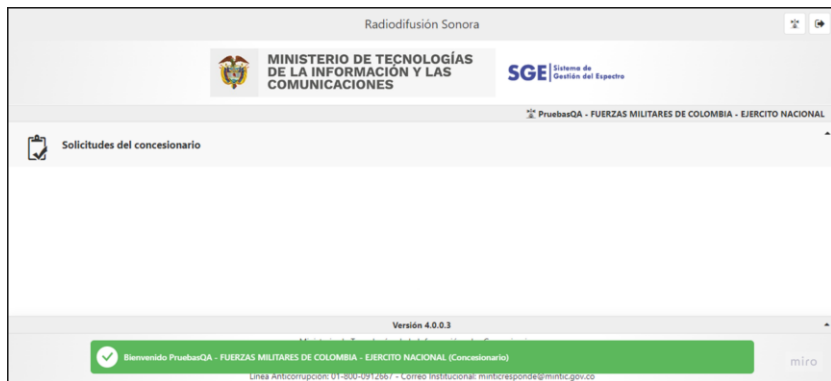 Radiodifusión Sonora
MINISTERIO DE TECNOLOGÍAS
DE LA INFORMACIÓN Y LAS
COMUNICACIONES
SGE Sistema de
Gestión del Espectro
PruebasQA - FUERZAS MILITARES DE COLOMBIA - EJERCITO NACIONAL
Solicitudes del concesionario
Versión 4.0.0.3
Bienvenido PruebasQA - FUERZAS MILITARES DE COLOMBIA - EJERCITO NACIONAL (Concesionario)
miro
Línea Anticorrupción: 01-800-0912667 - Correo Institucional: minticresponde@mintic.gov.co